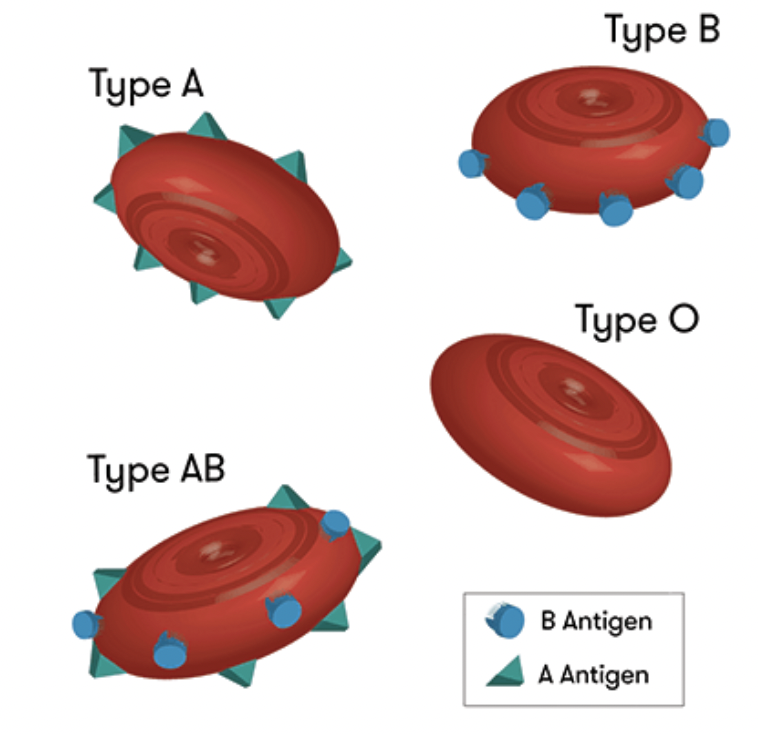 Type A
Type B
Type O
Type AB
B Antigen
A Antigen